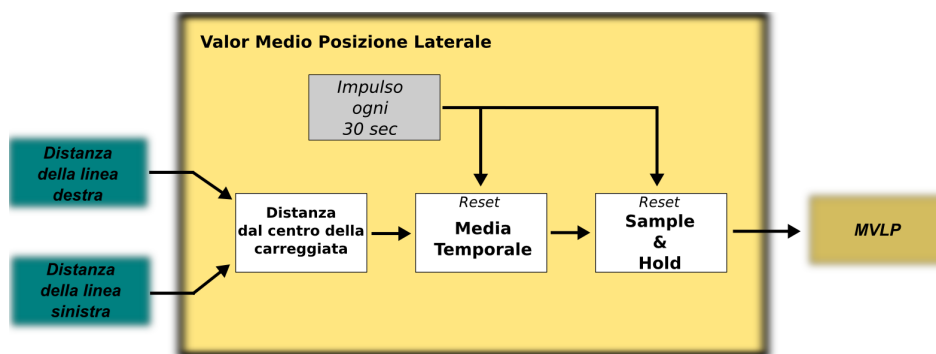 Valor Medio Posizione Laterale
Impulso
ogni
30 sec
Distanza
della linea
destra
Distanza
della linea
sinistra
Distanza
dal centro della
carreggiata
Reset
Media
Temporale
Reset
Sample
&
Hold
MVLP